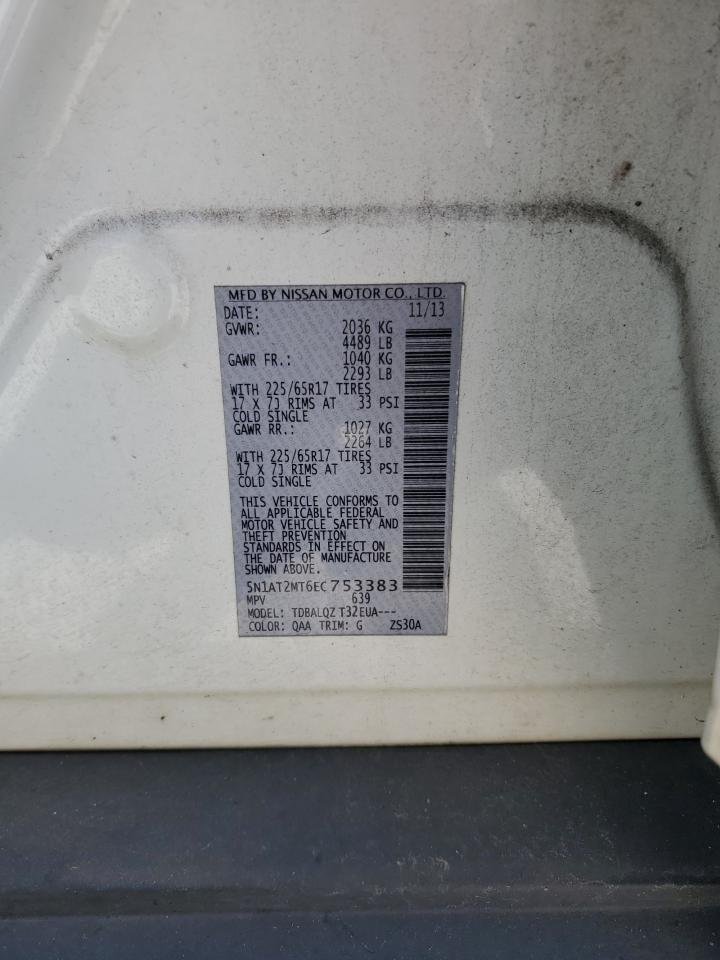 MFD BY NISSAN MOTOR CO., LTD.
DATE: 11/13
GVWR: 2036 KG
4489 LB
GAWR FR.: 1040 KG
2293 LB
WITH 225/65R17 TIRES
17 X 7J RIMS AT 33 PSI
COLD SINGLE
GAWR RR.: 1027 KG
2264 LB
WITH 225/65R17 TIRES
17 X 7J RIMS AT 33 PSI
COLD SINGLE
THIS VEHICLE CONFORMS TO
ALL APPLICABLE FEDERAL
MOTOR VEHICLE SAFETY AND
THEFT PREVENTION
STANDARDS IN EFFECT ON
THE DATE OF MANUFACTURE
SHOWN ABOVE.
5N1AT2MT6EC753383
MPV 639
MODEL: TDBALQZ T32EUA---
COLOR: QAA TRIM: G ZS30A